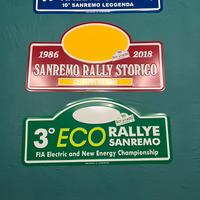 10° SANREMO LEGGENDA
1986 2018
SANREMO RALLY STORICO
3° ECO RALLYE
SANREMO
FIA Electric and New Energy Championship